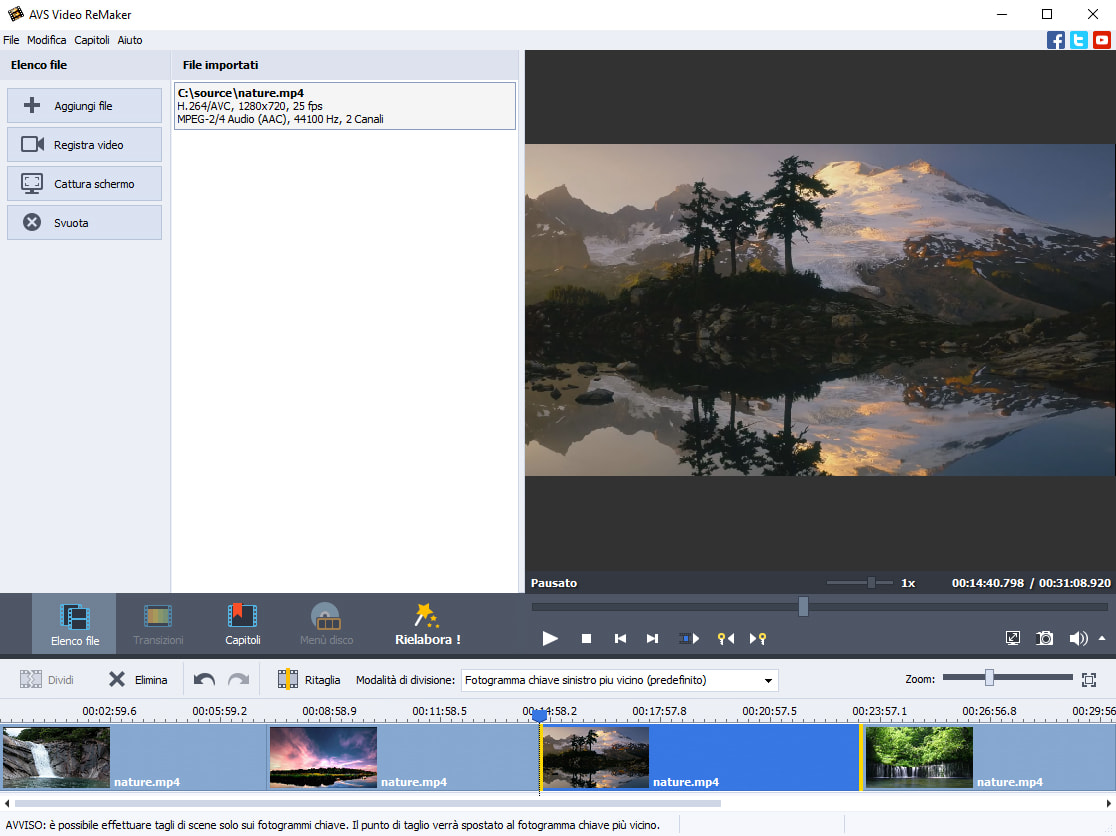 AVS Video ReMaker
File Modifica Capitoli Aiuto
Elenco file
File importati
Aggiungi file
Registra video
Cattura schermo
Svuota
C:\source\nature.mp4
H.264/AVC, 1280x720, 25 fps
MPEG-2/4 Audio (AAC), 44100 Hz, 2 Canali
Pausato
1x
00:14:40.798 / 00:31:08.920
Elenco file
Transizioni
Capitoli
Menù disco
Rielabora !
Dividi
Elimina
Ritaglia
Modalità di divisione:
Fotogramma chiave sinistro piu vicino (predefinito)
Zoom:
00:02:59.6 00:05:59.2 00:08:58.9 00:11:58.5 00:14:58.2 00:17:57.8 00:20:57.5 00:23:57.1 00:26:56.8 00:29:56
nature.mp4 nature.mp4 nature.mp4 nature.mp4
AVVISO: è possibile effettuare tagli di scene solo sui fotogrammi chiave. Il punto di taglio verrà spostato al fotogramma chiave più vicino.